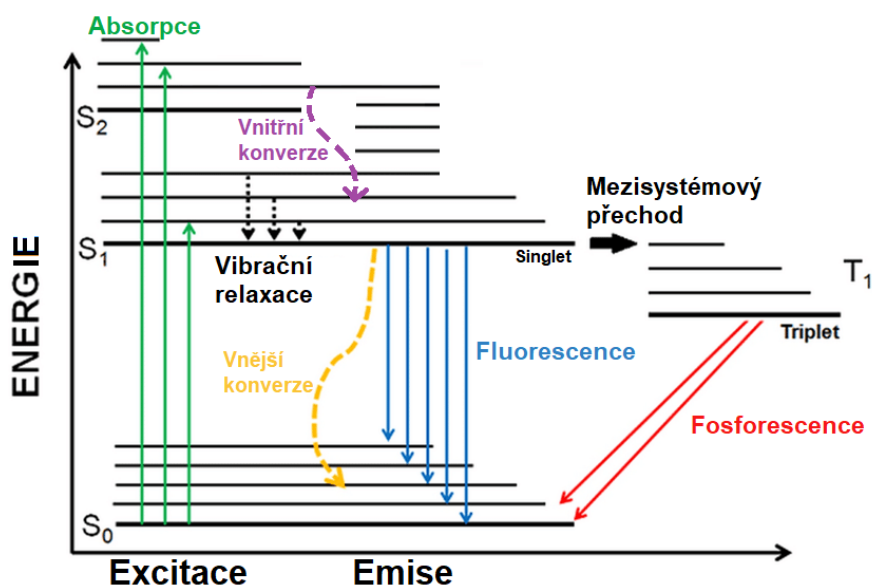 Absorpce
S2
Vnitřní
konverze
Mezisystémový
přechod
S1
Singlet
Vibrační
relaxace
T1
Triplet
ENERGIE
Vnější
konverze
Fluorescence
Fosforescence
S0
Excitace
Emise